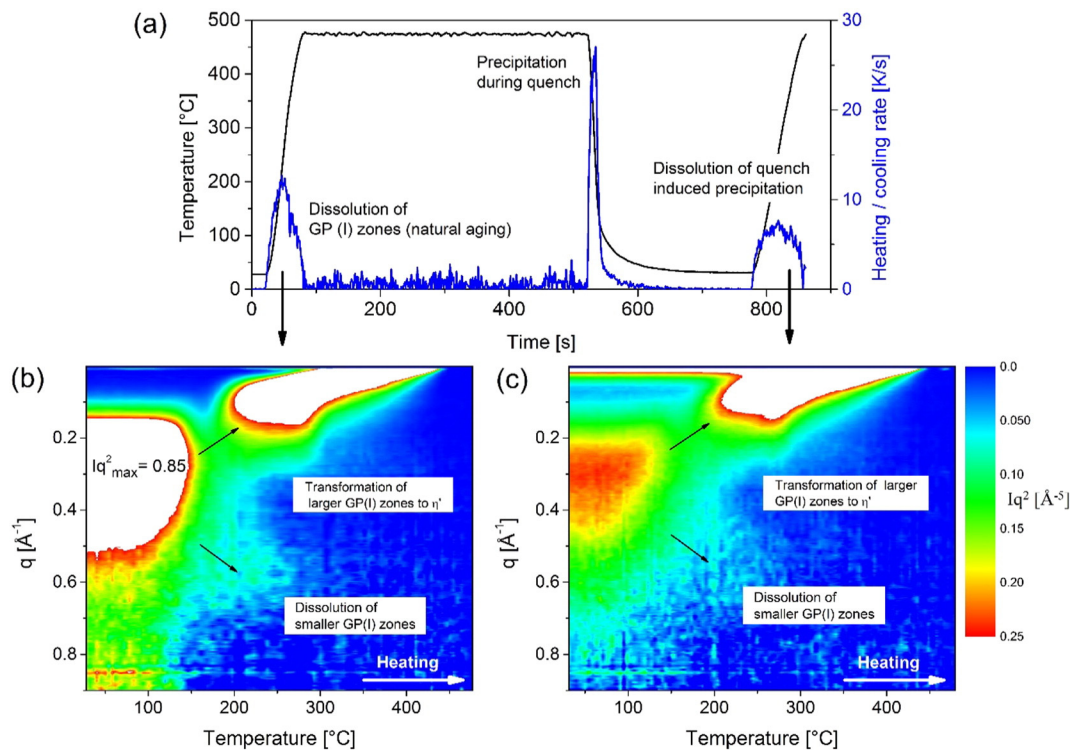 (a)
500
400
300
200
100
0
Temperature [°C]
30
20
10
0
Heating / cooling rate [K/s]
Precipitation
during quench
Dissolution of
GP (I) zones (natural aging)
Dissolution of quench
induced precipitation
0
200
400
600
800
Time [s]
(b)
q [Å⁻¹]
0.2
0.4
0.6
0.8
Iq²max= 0.85
Transformation of
larger GP(I) zones to η'
Dissolution of
smaller GP(I) zones
Heating
100
200
300
400
Temperature [°C]
(c)
q [Å⁻¹]
0.2
0.4
0.6
0.8
Transformation of larger
GP(I) zones to η'
Dissolution of
smaller GP(I) zones
Heating
100
200
300
400
Temperature [°C]
0.0
0.050
0.10
0.15
0.20
0.25
Iq² [Å⁻⁵]